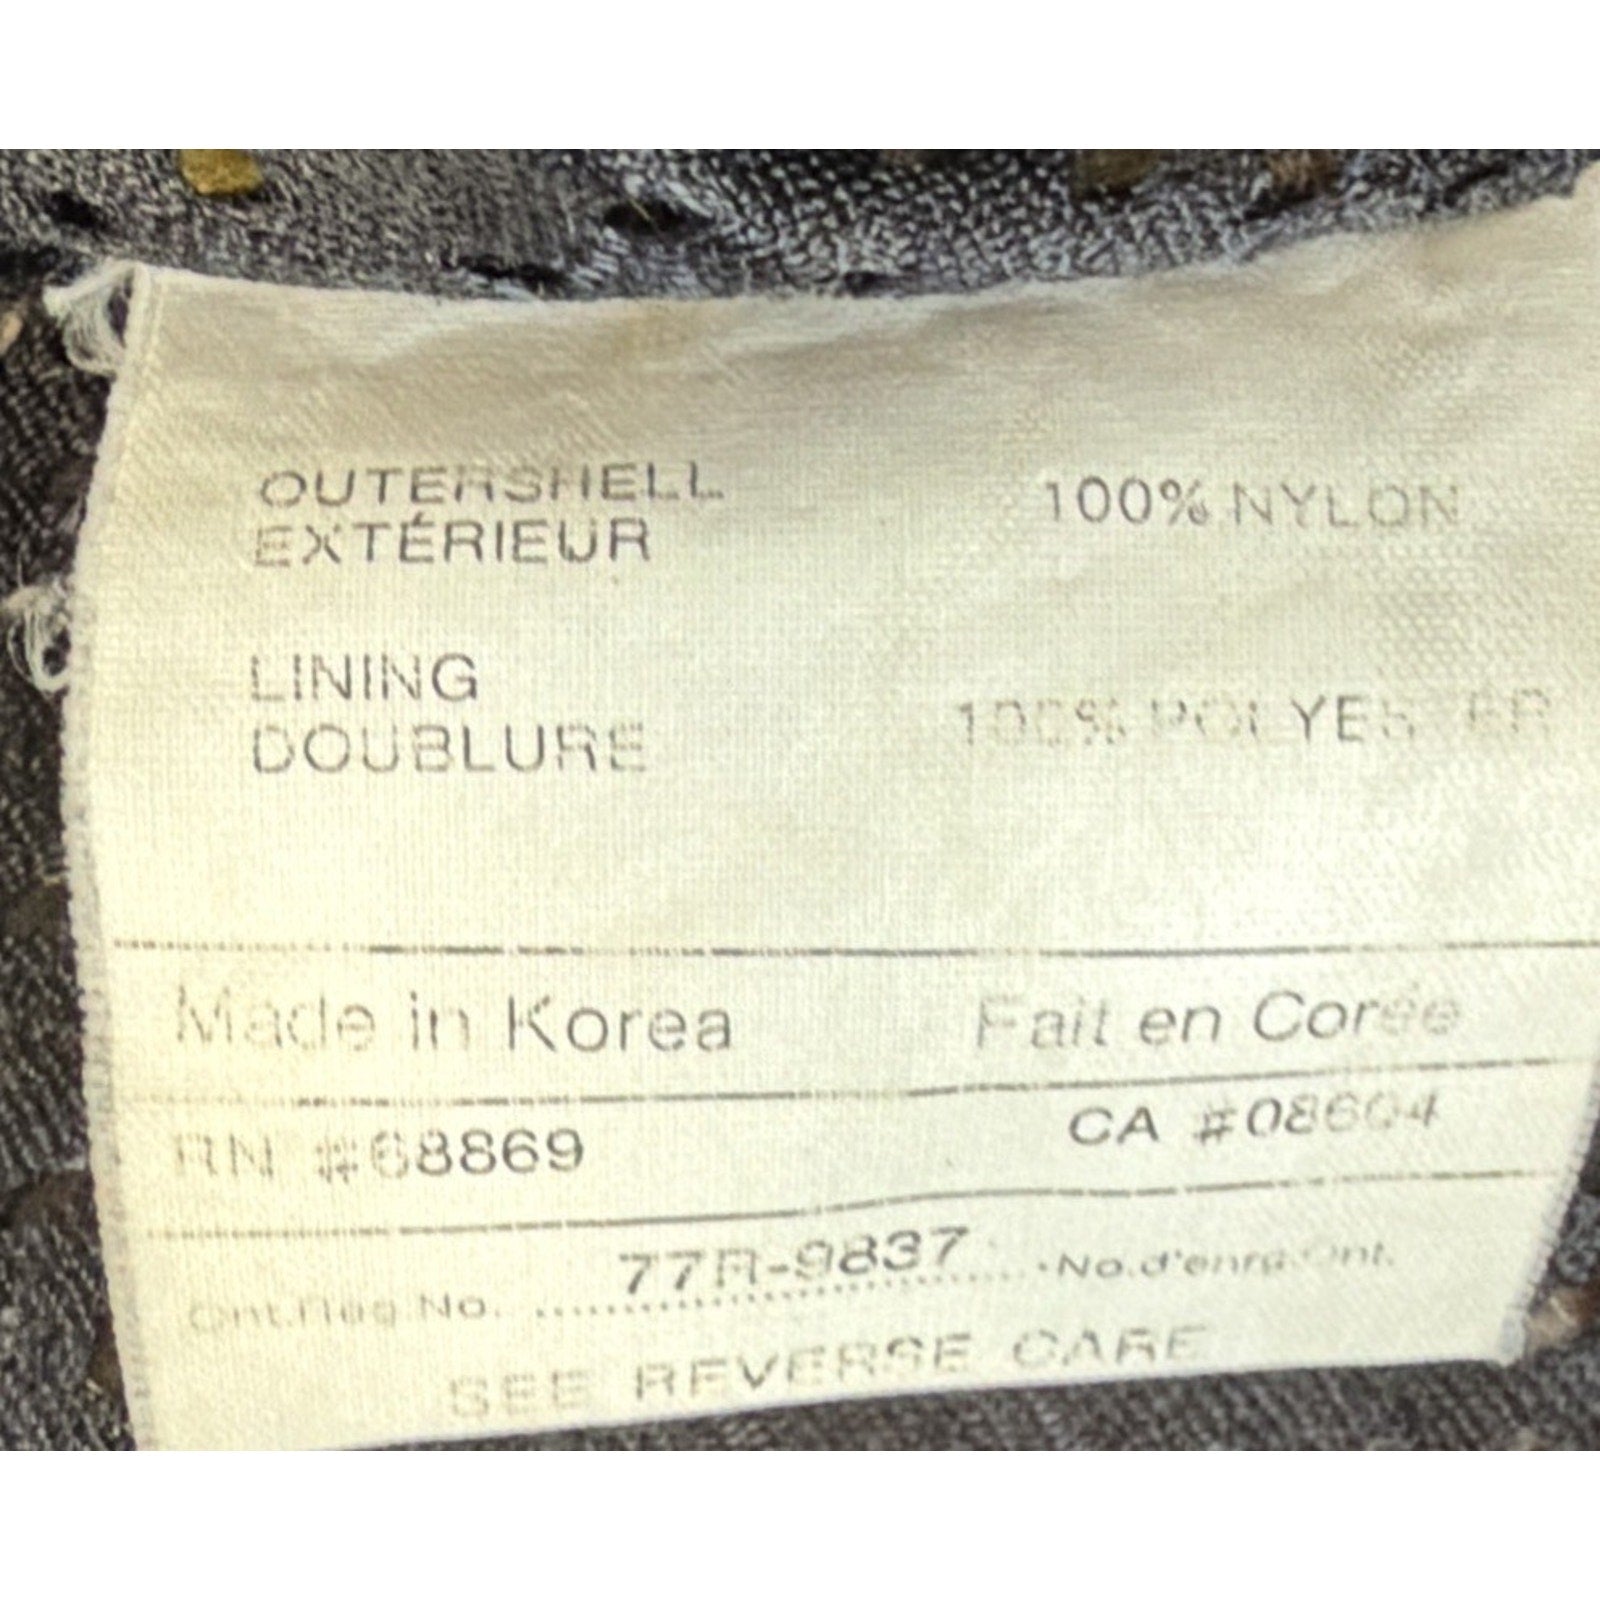 OUTERSHELL
EXTÉRIEUR
100% NYLON
LINING
DOUBLURE
100% POLYESTER
Made in Korea
Fait en Corée
RN #68869
CA #08604
Ont. Reg. No. 77R-9837 No.d'enrg.Ont.
SEE REVERSE CARE